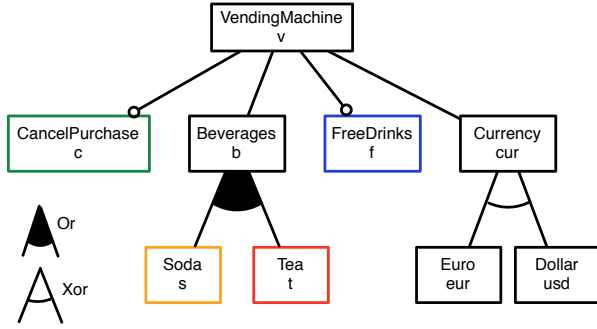 VendingMachine
v
CancelPurchase
c
Beverages
b
FreeDrinks
f
Currency
cur
Or
Xor
Soda
s
Tea
t
Euro
eur
Dollar
usd